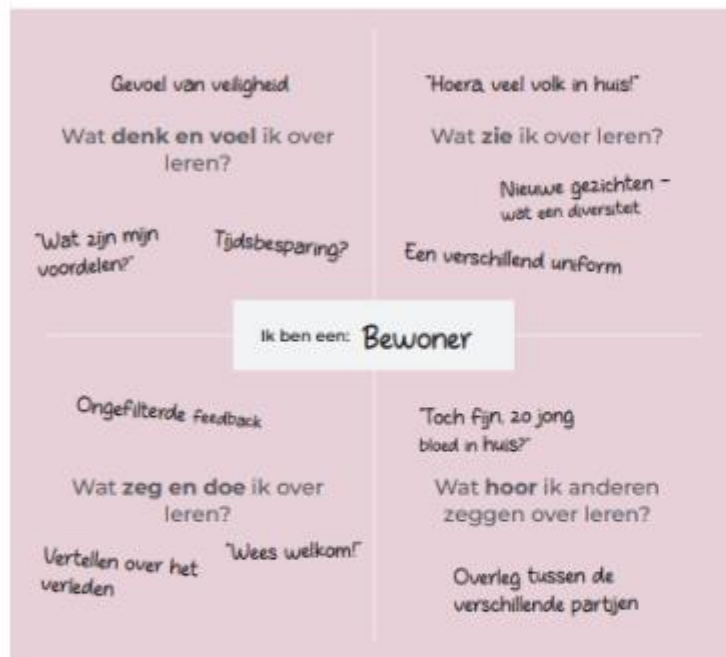 Gevoel van veiligheid
Wat denk en voel ik over
leren?
"Wat zijn mijn
voordelen?"
Tijdsbesparing?
"Hoera, veel volk in huis!"
Wat zie ik over leren?
Nieuwe gezichten -
wat een diversiteit
Een verschillend uniform
Ik ben een: Bewoner
Ongefilterde feedback
Wat zeg en doe ik over
leren?
Vertellen over het
verleden
"Wees welkom!"
"Toch fijn, zo jong
bloed in huis?"
Wat hoor ik anderen
zeggen over leren?
Overleg tussen de
verschillende partijen